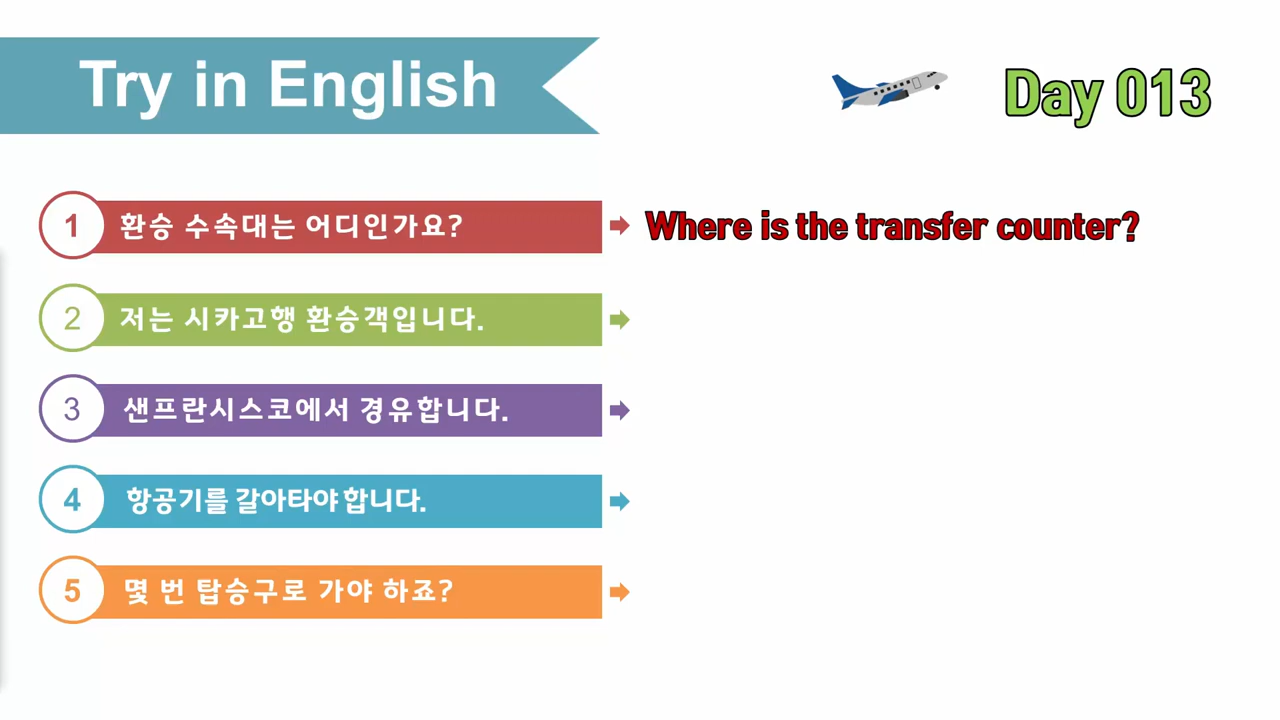 Try in English
Day 013
1 환승 수속대는 어디인가요? Where is the transfer counter?
2 저는 시카고행 환승객입니다.
3 샌프란시스코에서 경유합니다.
4 항공기를 갈아타야 합니다.
5 몇 번 탑승구로 가야 하죠?